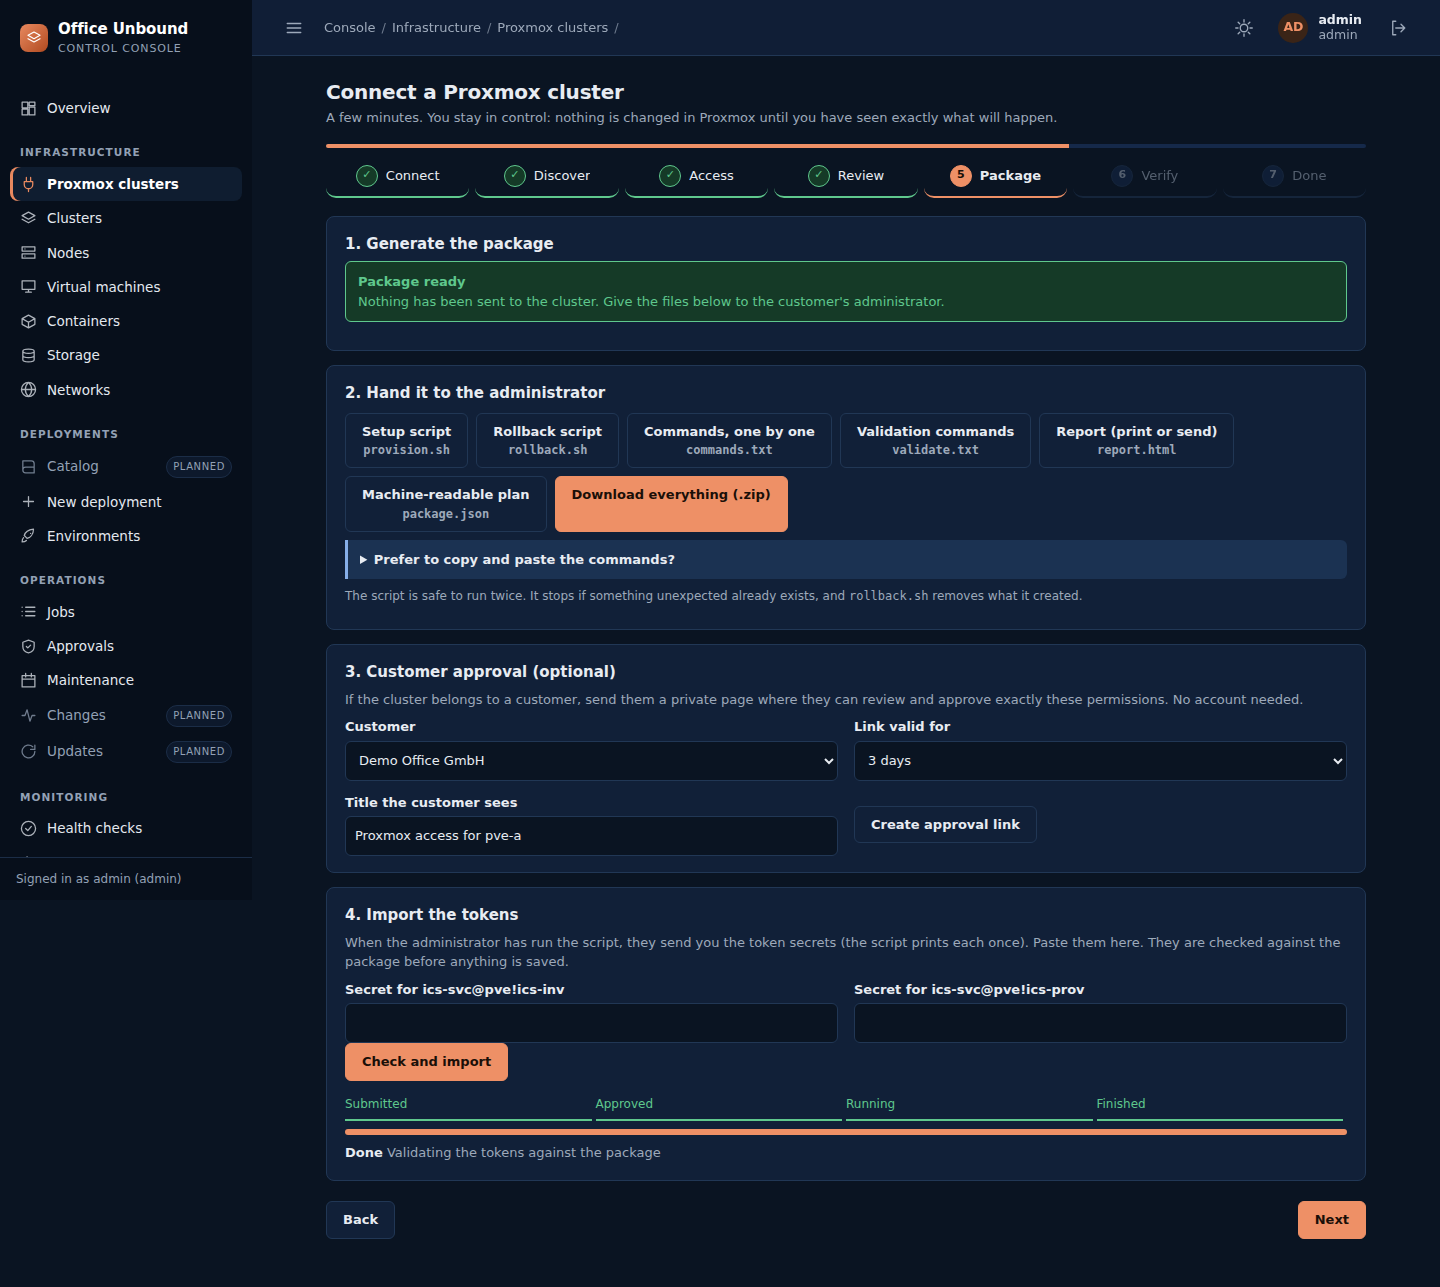 Office Unbound
CONTROL CONSOLE
Overview
INFRASTRUCTURE
Proxmox clusters
Clusters
Nodes
Virtual machines
Containers
Storage
Networks
DEPLOYMENTS
Catalog PLANNED
New deployment
Environments
OPERATIONS
Jobs
Approvals
Maintenance
Changes PLANNED
Updates PLANNED
MONITORING
Health checks
Signed in as admin (admin)
Console / Infrastructure / Proxmox clusters /
AD
admin
admin
Connect a Proxmox cluster
A few minutes. You stay in control: nothing is changed in Proxmox until you have seen exactly what will happen.
✓ Connect
✓ Discover
✓ Access
✓ Review
5 Package
6 Verify
7 Done
1. Generate the package
Package ready
Nothing has been sent to the cluster. Give the files below to the customer's administrator.
2. Hand it to the administrator
Setup script
provision.sh
Rollback script
rollback.sh
Commands, one by one
commands.txt
Validation commands
validate.txt
Report (print or send)
report.html
Machine-readable plan
package.json
Download everything (.zip)
Prefer to copy and paste the commands?
The script is safe to run twice. It stops if something unexpected already exists, and rollback.sh removes what it created.
3. Customer approval (optional)
If the cluster belongs to a customer, send them a private page where they can review and approve exactly these permissions. No account needed.
Customer
Demo Office GmbH
Link valid for
3 days
Title the customer sees
Proxmox access for pve-a
Create approval link
4. Import the tokens
When the administrator has run the script, they send you the token secrets (the script prints each once). Paste them here. They are checked against the
package before anything is saved.
Secret for ics-svc@pve!ics-inv
Secret for ics-svc@pve!ics-prov
Check and import
Submitted
Approved
Running
Finished
Done Validating the tokens against the package
Back
Next